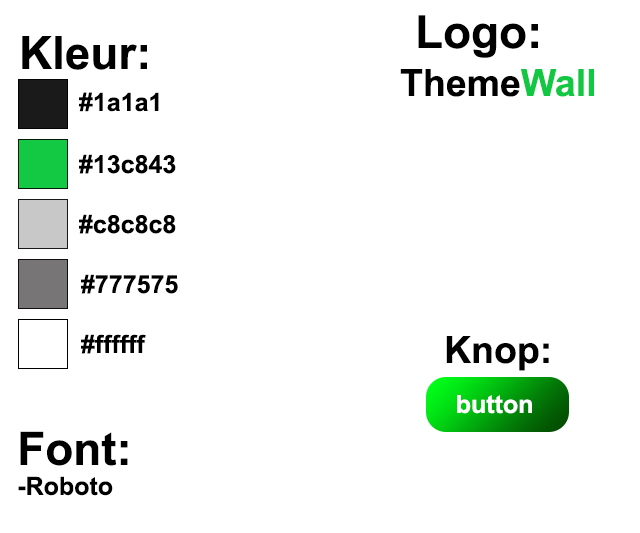 Kleur:
#1a1a1
#13c843
#c8c8c8
#777575
#ffffff
Font:
-Roboto
Logo:
ThemeWall
Knop:
button